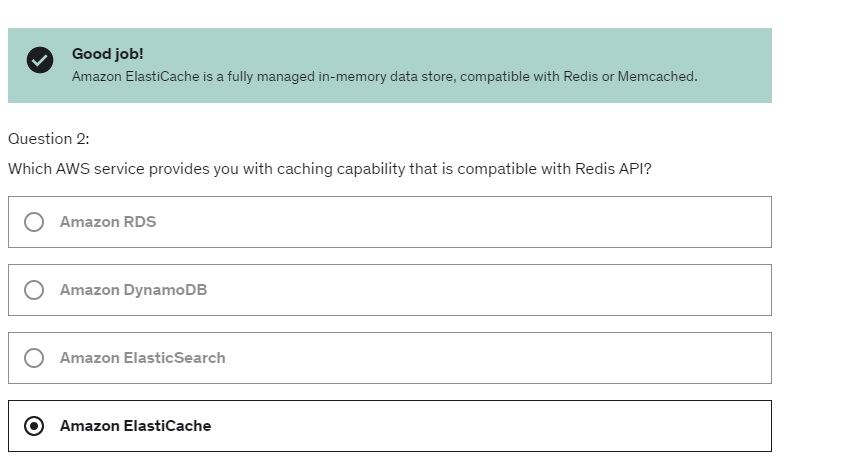 Good job!
Amazon ElastiCache is a fully managed in-memory data store, compatible with Redis or Memcached.
Question 2:
Which AWS service provides you with caching capability that is compatible with Redis API?
Amazon RDS
Amazon DynamoDB
Amazon ElasticSearch
Amazon ElastiCache